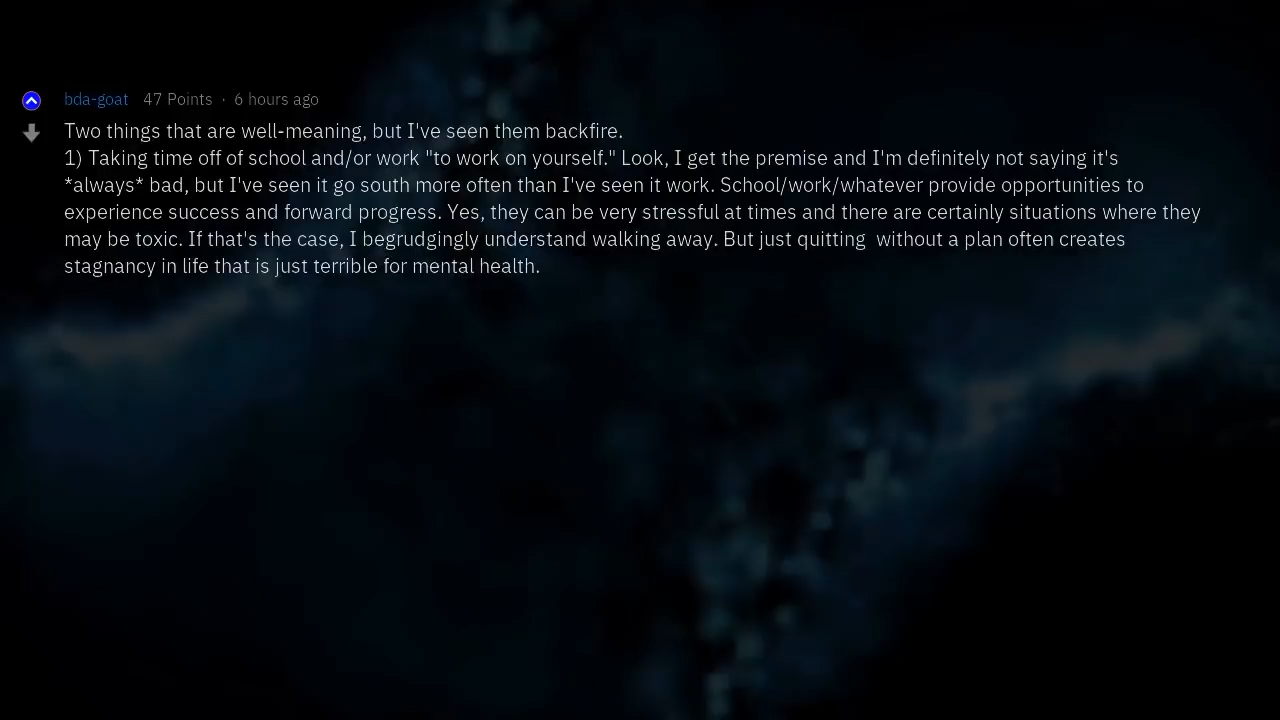 bda-goat 47 Points · 6 hours ago
Two things that are well-meaning, but I've seen them backfire.
1) Taking time off of school and/or work "to work on yourself." Look, I get the premise and I'm definitely not saying it's
*always* bad, but I've seen it go south more often than I've seen it work. School/work/whatever provide opportunities to
experience success and forward progress. Yes, they can be very stressful at times and there are certainly situations where they
may be toxic. If that's the case, I begrudgingly understand walking away. But just quitting  without a plan often creates
stagnancy in life that is just terrible for mental health.